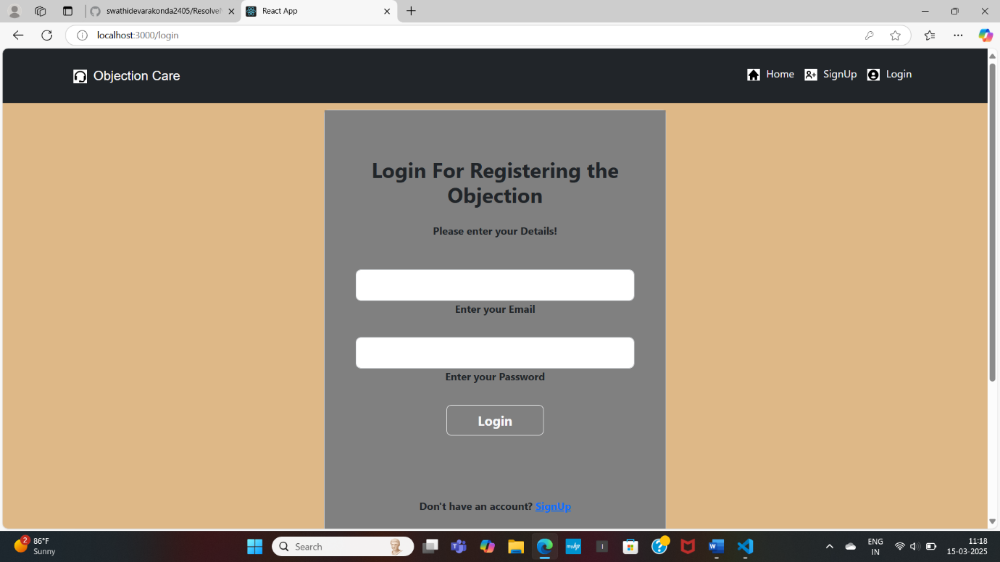 swathidevarakonda2405/Resolve
React App
localhost:3000/login
Objection Care
Home
SignUp
Login
Login For Registering the
Objection
Please enter your Details!
Enter your Email
Enter your Password
Login
Don't have an account? SignUp
2
86°F
Sunny
Search
myhp
ENG
IN
11:18
15-03-2025